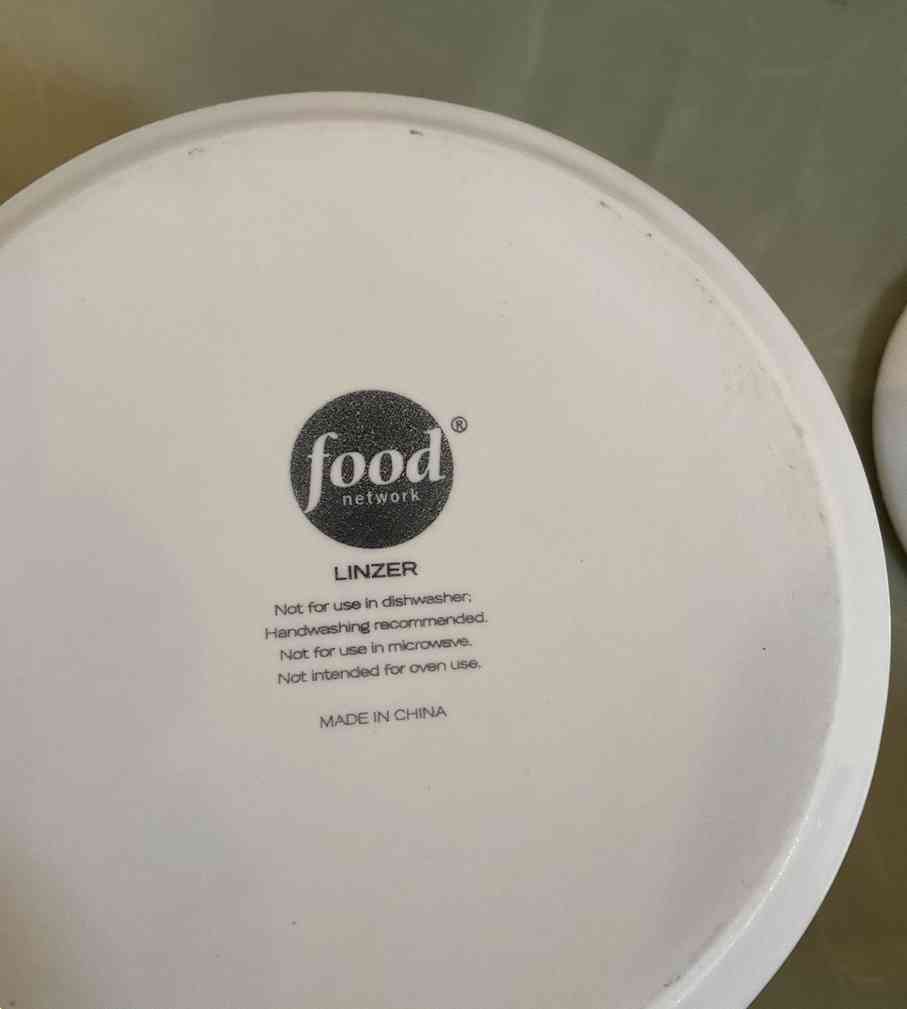 food®
network
LINZER
Not for use in dishwasher;
Handwashing recommended.
Not for use in microwave.
Not intended for oven use.
MADE IN CHINA